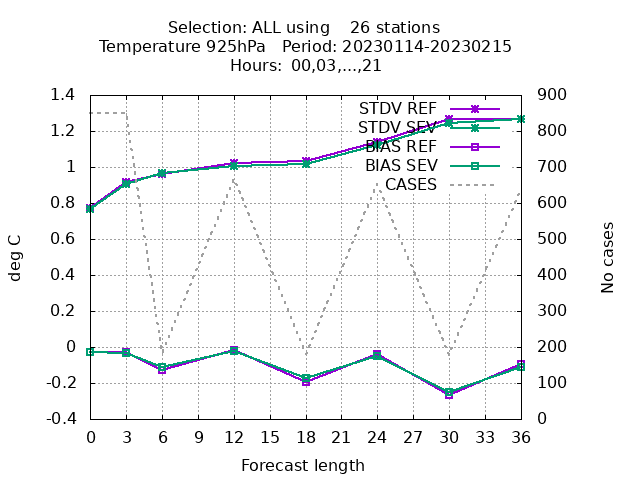 Selection: ALL using    26 stations
Temperature 925hPa   Period: 20230114-20230215
Hours:  00,03,...,21
STDV REF
STDV SEV
BIAS REF
BIAS SEV
CASES
1.4
1.2
1
0.8
0.6
0.4
0.2
0
-0.2
-0.4
900
800
700
600
500
400
300
200
100
0
deg C
No cases
0 3 6 9 12 15 18 21 24 27 30 33 36
Forecast length